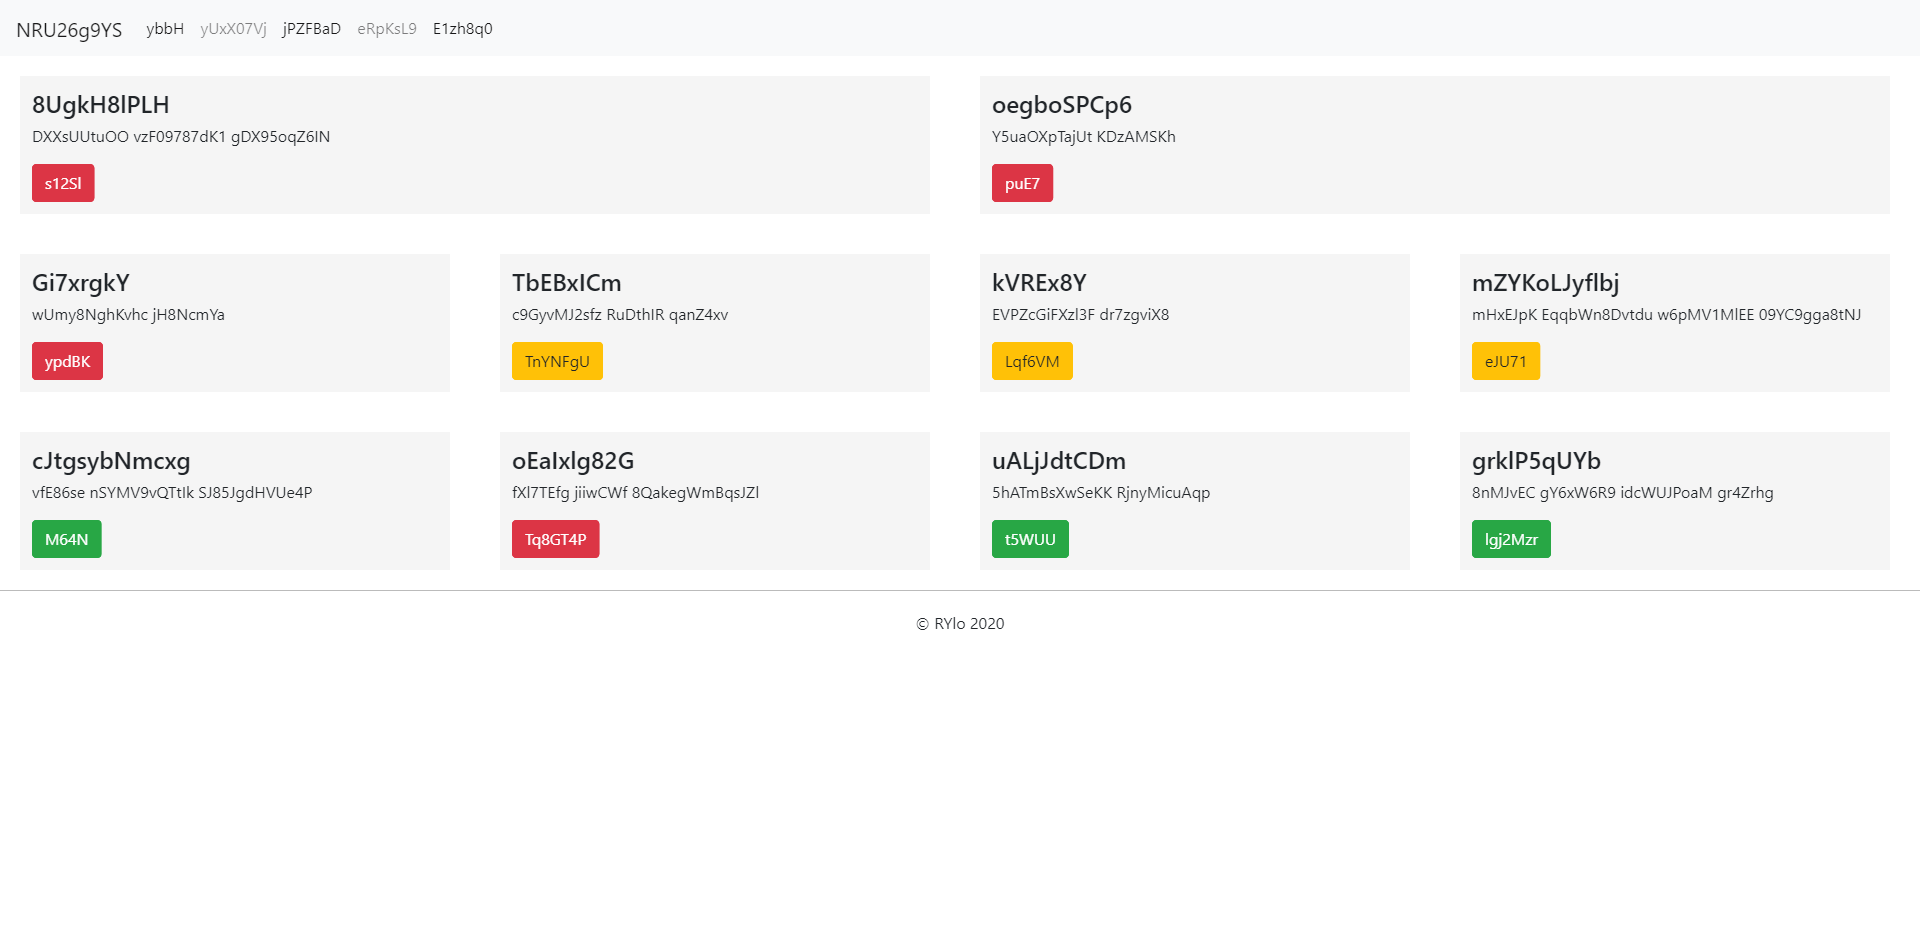 NRU26g9YS ybbH yUxX07Vj jPZFBaD eRpKsL9 E1zh8q0
8UgkH8lPLH
DXXsUUtuOO vzF09787dK1 gDX95oqZ6IN
s12Sl
oegboSPCp6
Y5uaOXpTajUt KDzAMSKh
puE7
Gi7xrgkY
wUmy8NghKvhc jH8NcmYa
ypdBK
TbEBxICm
c9GyvMJ2sfz RuDthIR qanZ4xv
TnYNFgU
kVREx8Y
EVPZcGiFXzl3F dr7zgviX8
Lqf6VM
mZYKoLJyflbj
mHxEJpK EqqbWn8Dvtdu w6pMV1MlEE 09YC9gga8tNJ
eJU71
cJtgsybNmcxg
vfE86se nSYMV9vQTtIk SJ85JgdHVUe4P
M64N
oEaIxlg82G
fXl7TEfg jiiwCWf 8QakegWmBqsJZl
Tq8GT4P
uALjJdtCDm
5hATmBsXwSeKK RjnyMicuAqp
t5WUU
grklP5qUYb
8nMJvEC gY6xW6R9 idcWUJPoaM gr4Zrhg
lgj2Mzr
© RYlo 2020